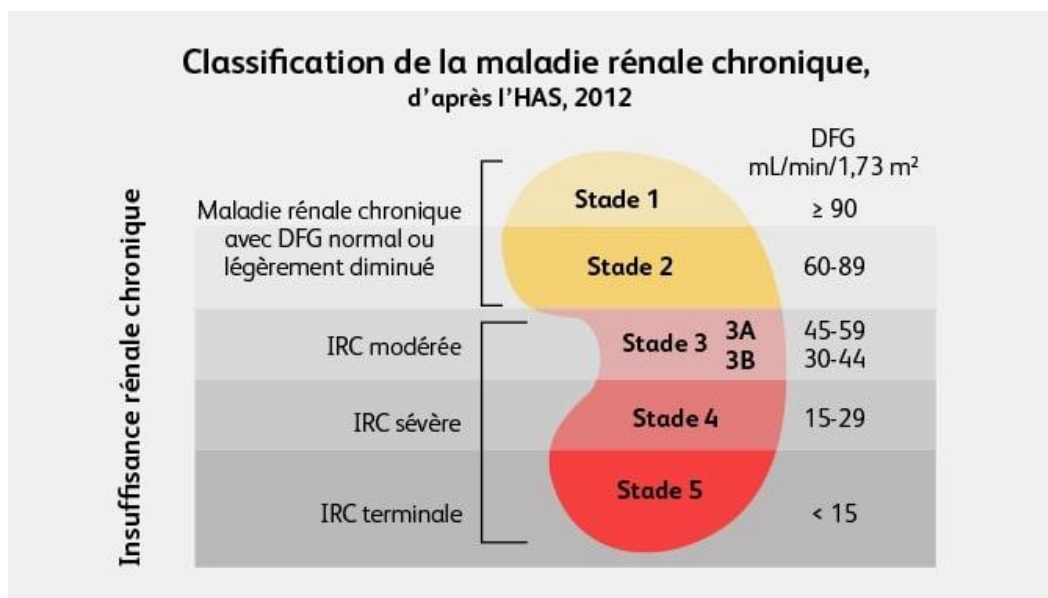 Classification de la maladie rénale chronique,
d'après l'HAS, 2012
DFG
mL/min/1,73 m²
Insuffisance rénale chronique
Maladie rénale chronique
avec DFG normal ou
légèrement diminué
Stade 1
≥ 90
Stade 2
60-89
IRC modérée
Stade 3
3A
45-59
3B
30-44
IRC sévère
Stade 4
15-29
IRC terminale
Stade 5
< 15